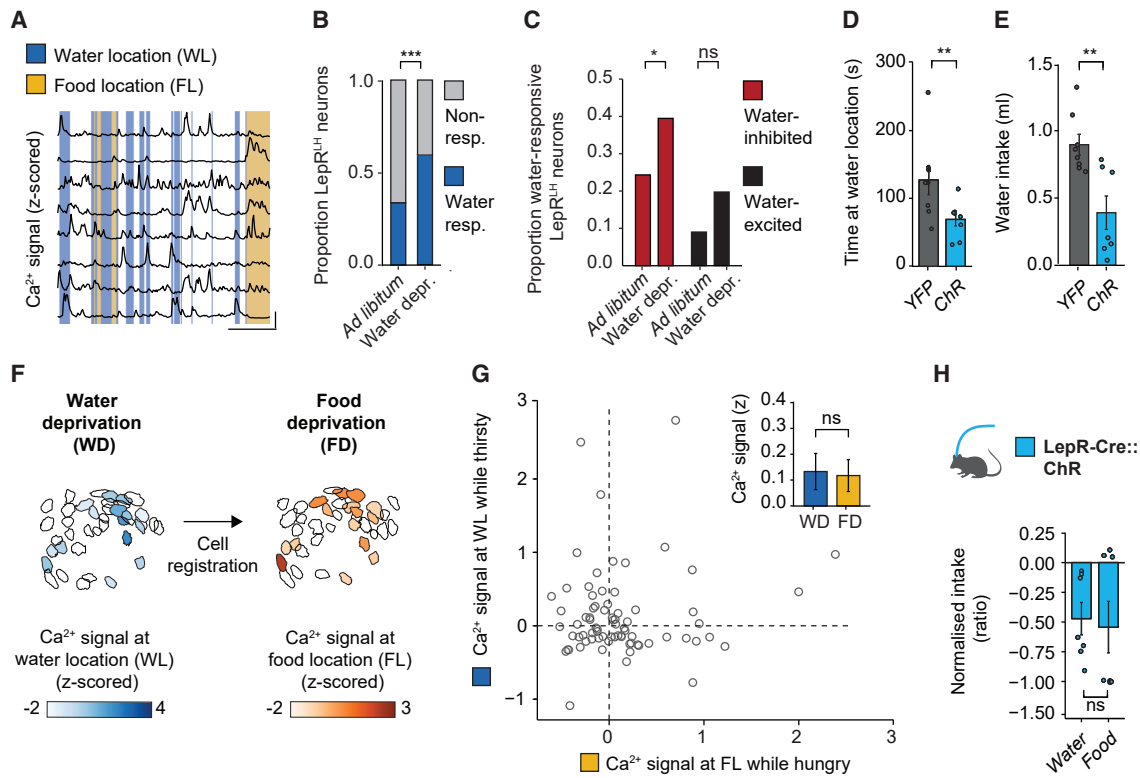 A
Water location (WL)
Food location (FL)
Ca²⁺ signal (z-scored)
B
***
1.0
0.5
0.0
Proportion LepRᴸᴴ neurons
Non-
resp.
Water
resp.
Ad libitum
Water depr.
C
*
ns
0.5
0.4
0.3
0.2
0.1
0.0
Proportion water-responsive
LepRᴸᴴ neurons
Water-
inhibited
Water-
excited
Ad libitum
Water depr.
Ad libitum
Water depr.
D
**
300
200
100
0
Time at water location (s)
YFP
ChR
E
**
1.5
1.0
0.5
0.0
Water intake (ml)
YFP
ChR
F
Water
deprivation
(WD)
Food
deprivation
(FD)
Cell
registration
Ca²⁺ signal at
water location (WL)
(z-scored)
-2
4
Ca²⁺ signal at
food location (FL)
(z-scored)
-2
3
G
3
2
1
0
−1
Ca²⁺ signal at WL while thirsty
0
1
2
3
Ca²⁺ signal at FL while hungry
Ca²⁺ signal (z)
0.4
0.3
0.2
0.1
0.0
ns
WD
FD
H
LepR-Cre::
ChR
−0.25
0.00
−0.25
−0.50
−0.75
−1.00
−1.50
Normalised intake
(ratio)
ns
Water
Food